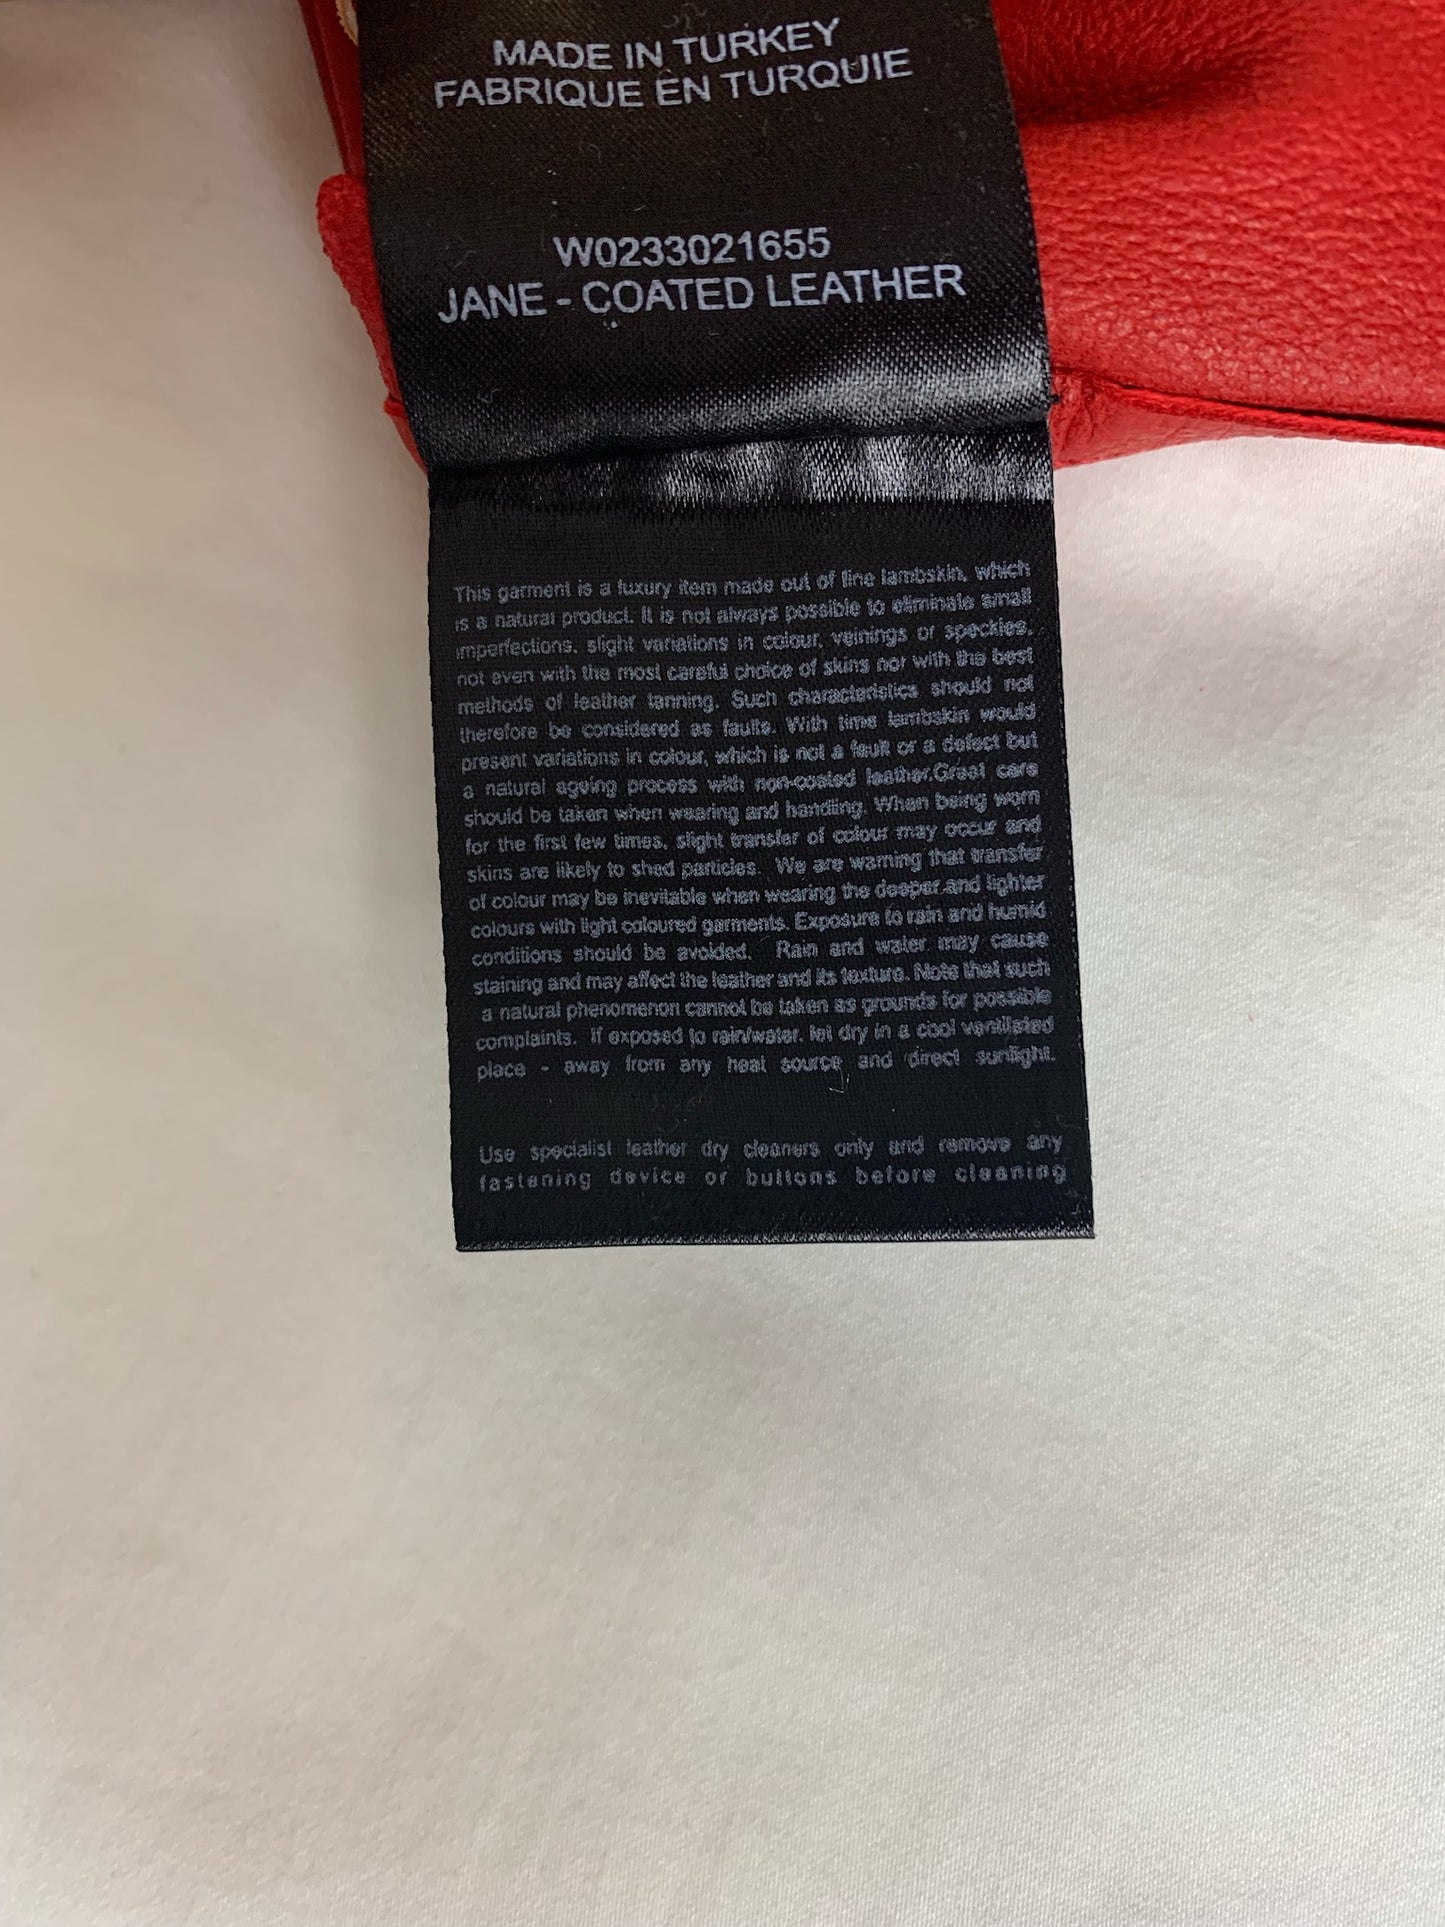 MADE IN TURKEY
FABRIQUE EN TURQUIE
W0233021655
JANE - COATED LEATHER
This garment is a luxury item made out of fine lambskin, which
is a natural product. It is not always possible to eliminate small
imperfections, slight variations in colour, veinings or speckles,
not even with the most careful choice of skins nor with the best
methods of leather tanning. Such characteristics should not
therefore be considered as faults. With time lambskin would
present variations in colour, which is not a fault or a defect but
a natural ageing process with non-coated leather.Great care
should be taken when wearing and handling. When being worn
for the first few times, slight transfer of colour may occur and
skins are likely to shed particles. We are warning that transfer
of colour may be inevitable when wearing the deeper and lighter
colours with light coloured garments. Exposure to rain and humid
conditions should be avoided. Rain and water may cause
staining and may affect the leather and its texture. Note that such
a natural phenomenon cannot be taken as grounds for possible
complaints. If exposed to rain/water, let dry in a cool ventilated
place - away from any heat source and direct sunlight.
Use specialist leather dry cleaners only and remove any
fastening device or buttons before cleaning